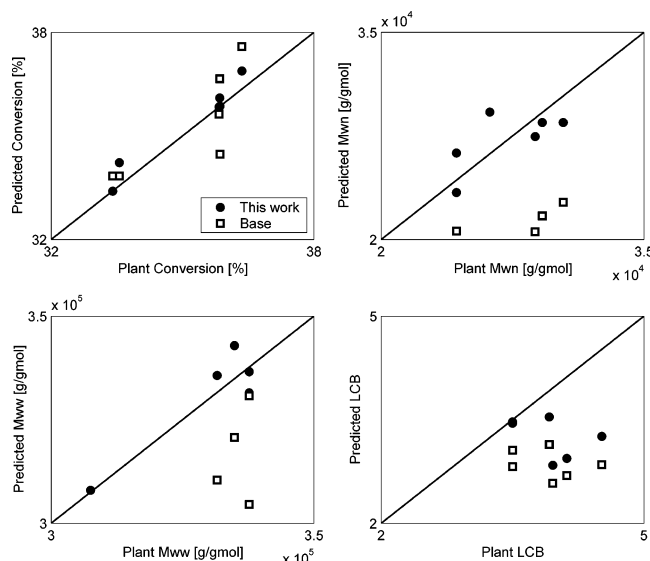 38
Predicted Conversion [%]
32
32
38
Plant Conversion [%]
This work
Base
x 10^4
3.5
Predicted Mwn [g/gmol]
2
2
3.5
Plant Mwn [g/gmol]
x 10^4
x 10^5
3.5
Predicted Mww [g/gmol]
3
3
3.5
Plant Mww [g/gmol]
x 10^5
5
Predicted LCB
2
2
5
Plant LCB